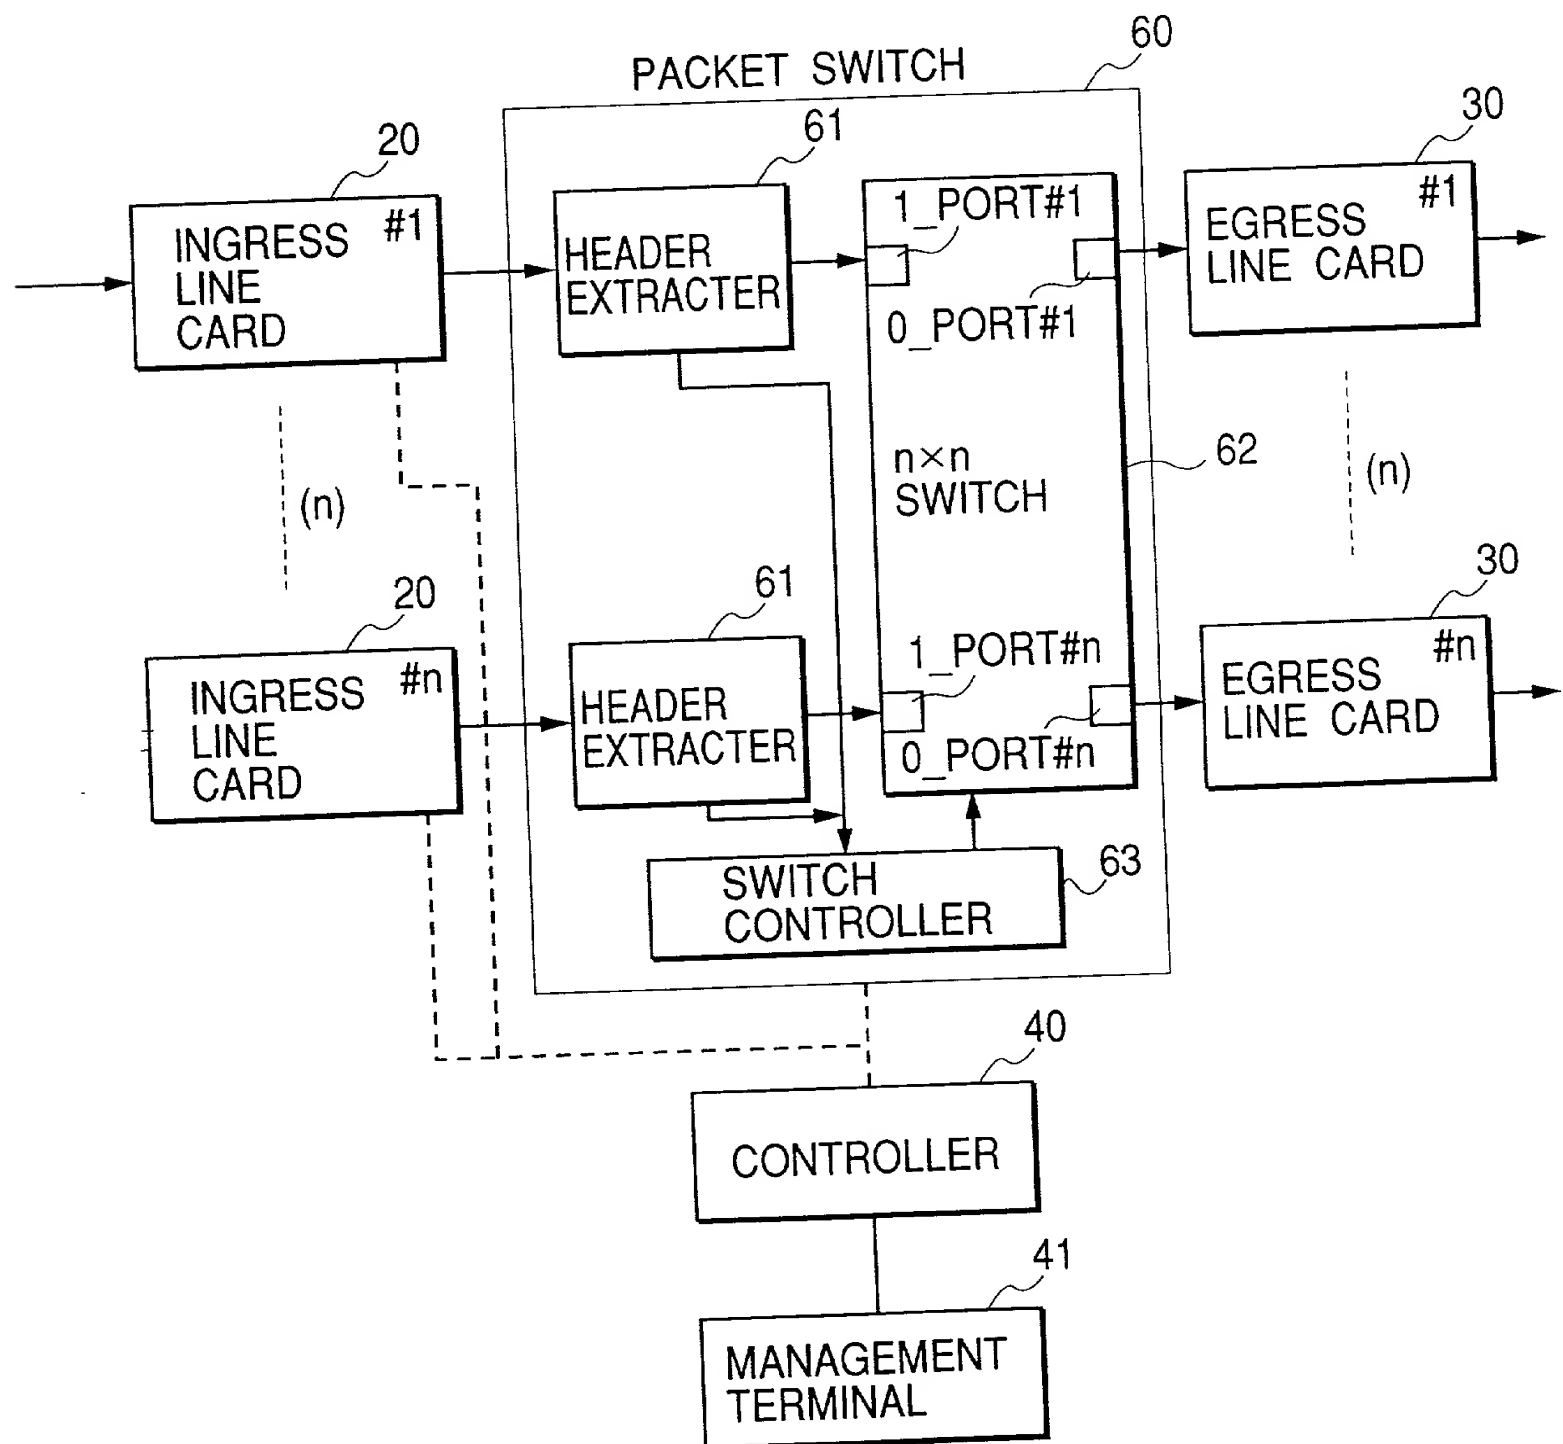 60
PACKET SWITCH
30
61
20
1_PORT#1
#1
#1
INGRESS
LINE
CARD
HEADER
EXTRACTER
EGRESS
LINE CARD
0_PORT#1
n×n
SWITCH
62
(n)
(n)
20
61
30
1_PORT#n
#n
#n
INGRESS
LINE
CARD
HEADER
EXTRACTER
EGRESS
LINE CARD
0_PORT#n
SWITCH
CONTROLLER
63
40
CONTROLLER
41
MANAGEMENT
TERMINAL